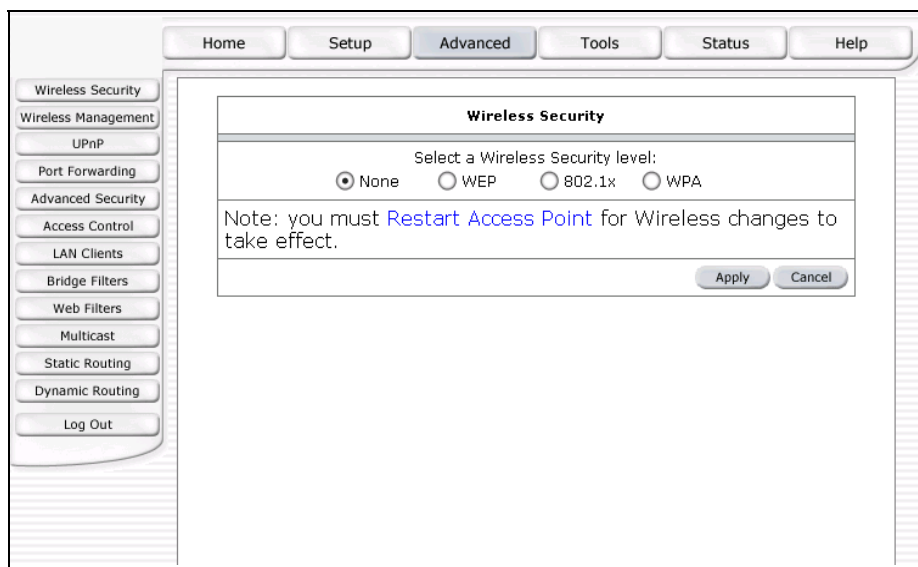 Home Setup Advanced Tools Status Help
Wireless Security
Wireless Management
UPnP
Port Forwarding
Advanced Security
Access Control
LAN Clients
Bridge Filters
Web Filters
Multicast
Static Routing
Dynamic Routing
Log Out
Wireless Security
Select a Wireless Security level:
None WEP 802.1x WPA
Note: you must Restart Access Point for Wireless changes to
take effect.
Apply Cancel